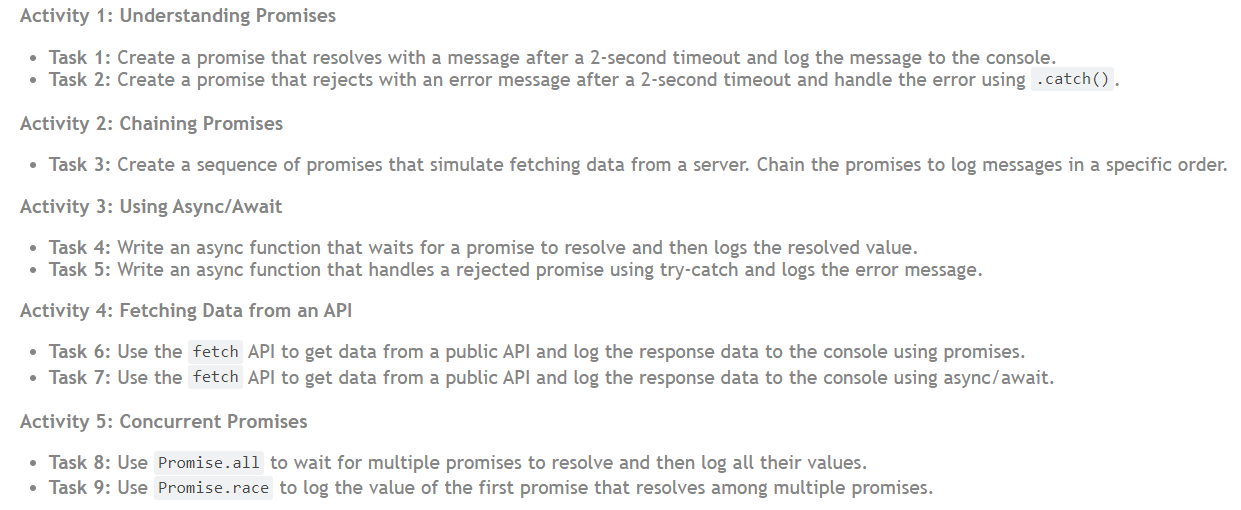 Activity 1: Understanding Promises
• Task 1: Create a promise that resolves with a message after a 2-second timeout and log the message to the console.
• Task 2: Create a promise that rejects with an error message after a 2-second timeout and handle the error using .catch().
Activity 2: Chaining Promises
• Task 3: Create a sequence of promises that simulate fetching data from a server. Chain the promises to log messages in a specific order.
Activity 3: Using Async/Await
• Task 4: Write an async function that waits for a promise to resolve and then logs the resolved value.
• Task 5: Write an async function that handles a rejected promise using try-catch and logs the error message.
Activity 4: Fetching Data from an API
• Task 6: Use the fetch API to get data from a public API and log the response data to the console using promises.
• Task 7: Use the fetch API to get data from a public API and log the response data to the console using async/await.
Activity 5: Concurrent Promises
• Task 8: Use Promise.all to wait for multiple promises to resolve and then log all their values.
• Task 9: Use Promise.race to log the value of the first promise that resolves among multiple promises.